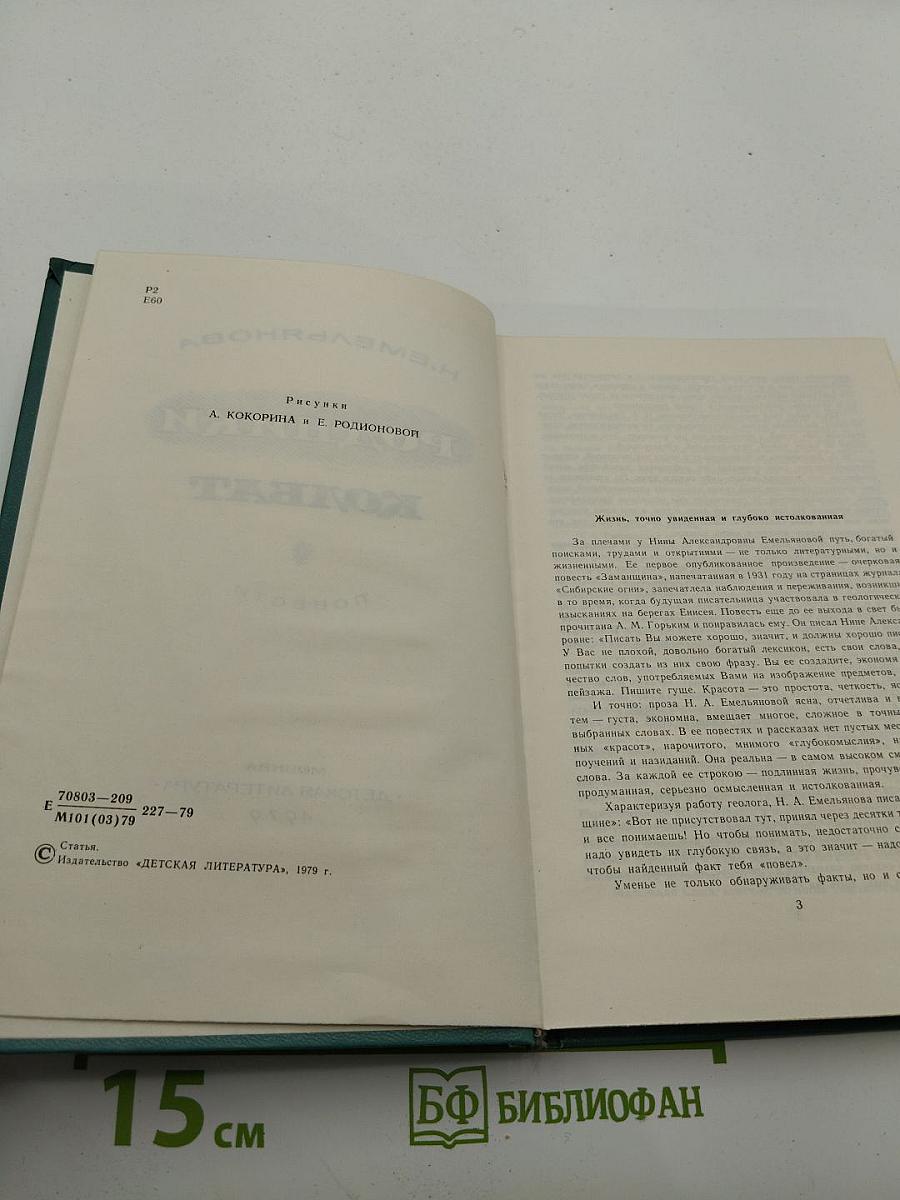 Р2
Е60
Рисунки
А. КОКОРИНА и Е. РОДИОНОВОЙ
Е 70803—209 227—79
М101(03)79
© Статья.
Издательство «ДЕТСКАЯ ЛИТЕРАТУРА», 1979 г.
Жизнь, точно увиденная и глубоко истолкованная
За плечами у Нины Александровны Емельяновой путь, богатый
поисками, трудами и открытиями — не только литературными, но и
жизненными. Ее первое опубликованное произведение — очерковая
повесть «Заманщина», напечатанная в 1931 году на страницах журнал
«Сибирские огни», запечатлела наблюдения и переживания, возникши
в то время, когда будущая писательница участвовала в геологическ
изысканиях на берегах Енисея. Повесть еще до ее выхода в свет бы
прочитана А. М. Горьким и понравилась ему. Он писал Нине Алекса
ровне: «Писать Вы можете хорошо, значит, и должны хорошо пис
У Вас не плохой, довольно богатый лексикон, есть свои слова,
попытки создать из них свою фразу. Вы ее создадите, экономя
чество слов, употребляемых Вами на изображение предметов,
пейзажа. Пишите гуще. Красота — это простота, четкость, яс
И точно: проза Н. А. Емельяновой ясна, отчетлива и в
тем — густа, экономна, вмещает многое, сложное в точны
выбранных словах. В ее повестях и рассказах нет пустых мес
ных «красот», нарочитого, мнимого «глубокомыслия», н
поучений и назиданий. Она реальна — в самом высоком см
слова. За каждой ее строкою — подлинная жизнь, прочув
продуманная, серьезно осмысленная и истолкованная.
Характеризуя работу геолога, Н. А. Емельянова писа
щине»: «Вот не присутствовал тут, принял через десятки т
и все понимаешь! Но чтобы понимать, недостаточно с
надо увидеть их глубокую связь, а это значит — надо
чтобы найденный факт тебя «повел».
Уменье не только обнаруживать факты, но и с
3
15 см
БФ БИБЛИОФАН